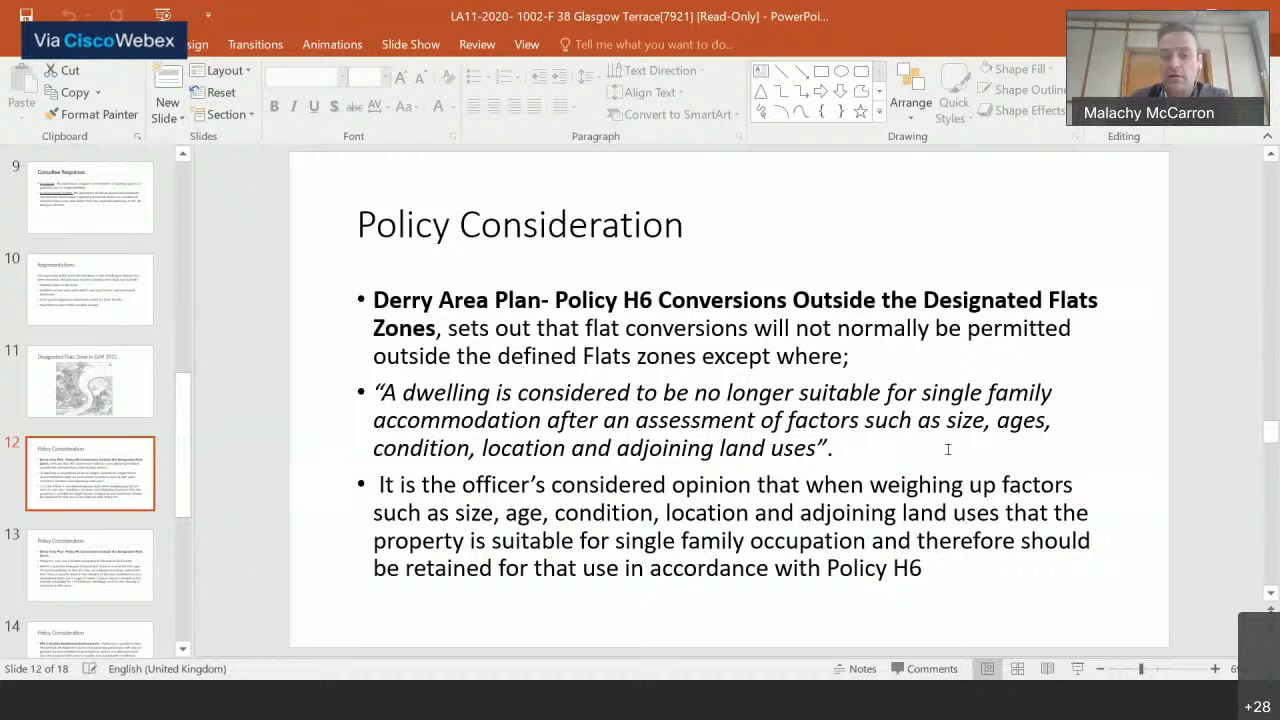 LA11-2020- 1002-F 38 Glasgow Terrace[7921] [Read-Only] - PowerPoi...
Via CiscoWebex
sign Transitions Animations Slide Show Review View Tell me what you want to do...
Malachy McCarron
Paste
Cut
Copy
Format Painter
Clipboard
New
Slide
Layout
Reset
Section
Slides
Font
Text Direction
Align Text
Convert to SmartArt
Paragraph
Arrange
Quick
Styles
Shape Fill
Shape Outline
Shape Effects
Drawing
Editing
9
Consultee Responses
10
Representations
11
Designated Flats Zone in DAP 2011
12
Policy Consideration
13
Policy Consideration
14
Policy Consideration
Policy Consideration
• Derry Area Plan- Policy H6 Conversions Outside the Designated Flats
Zones, sets out that flat conversions will not normally be permitted
outside the defined Flats zones except where;
• “A dwelling is considered to be no longer suitable for single family
accommodation after an assessment of factors such as size, ages,
condition, location and adjoining land uses”.
• It is the officer’s considered opinion that when weighing up factors
such as size, age, condition, location and adjoining land uses that the
property is suitable for single family occupation and therefore should
be retained for that use in accordance with Policy H6
Slide 12 of 18 English (United Kingdom) Notes Comments
+28